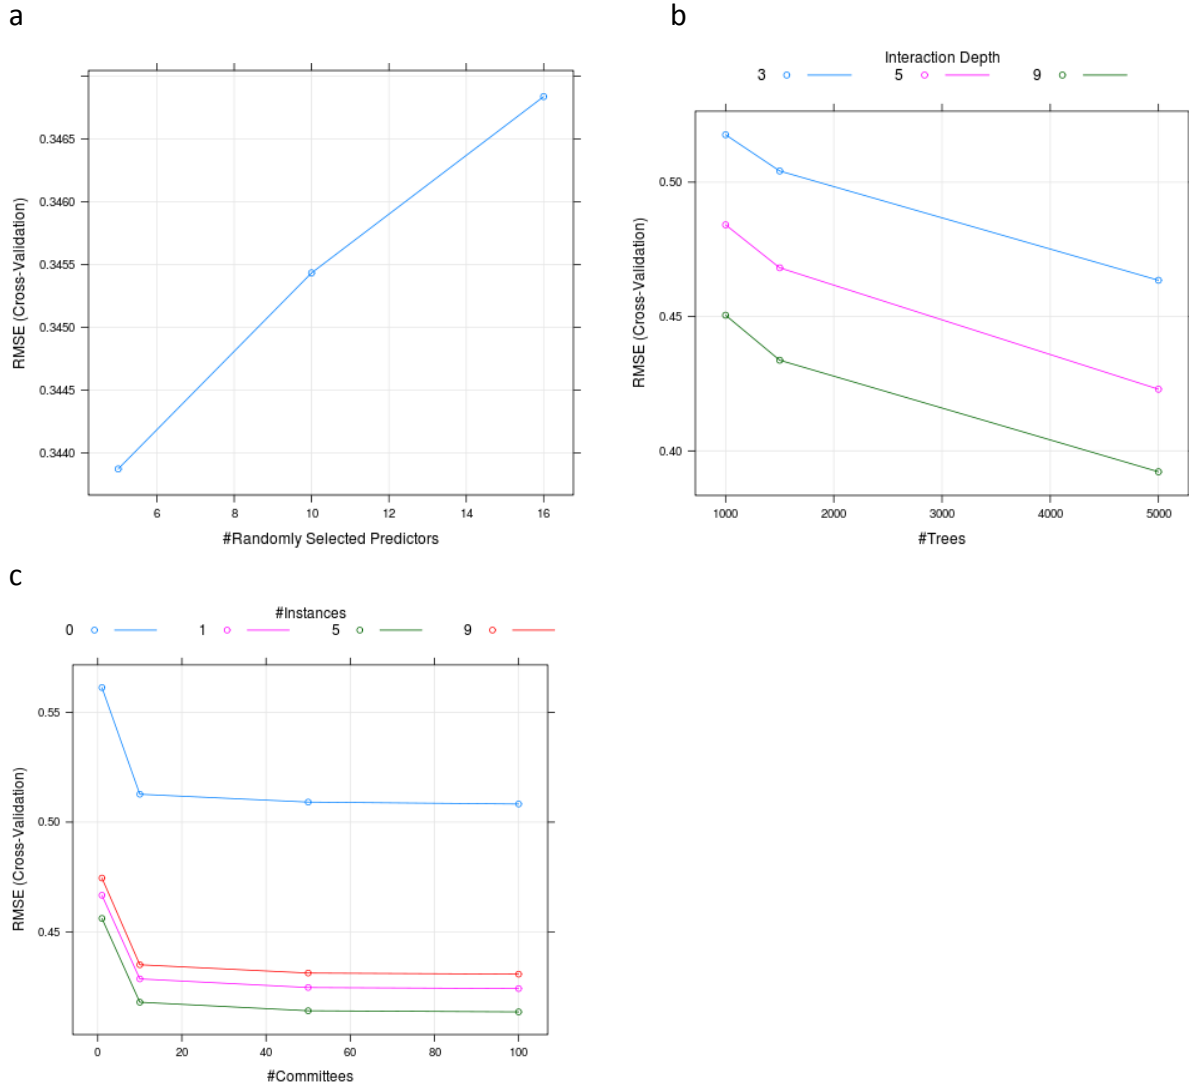 a
0.3465
0.3460
0.3455
0.3450
0.3445
0.3440
RMSE (Cross-Validation)
6 8 10 12 14 16
#Randomly Selected Predictors
b
Interaction Depth
3 5 9
0.50
0.45
0.40
RMSE (Cross-Validation)
1000 2000 3000 4000 5000
#Trees
c
#Instances
0 1 5 9
0.55
0.50
0.45
RMSE (Cross-Validation)
0 20 40 60 80 100
#Committees